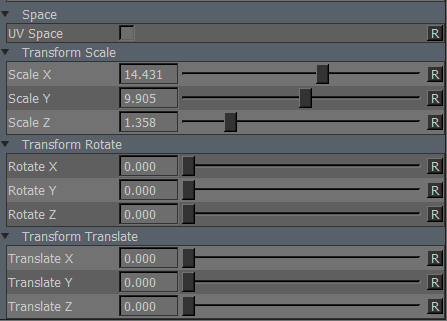 Space
UV Space R
Transform Scale
Scale X 14.431 R
Scale Y 9.905 R
Scale Z 1.358 R
Transform Rotate
Rotate X 0.000 R
Rotate Y 0.000 R
Rotate Z 0.000 R
Transform Translate
Translate X 0.000 R
Translate Y 0.000 R
Translate Z 0.000 R